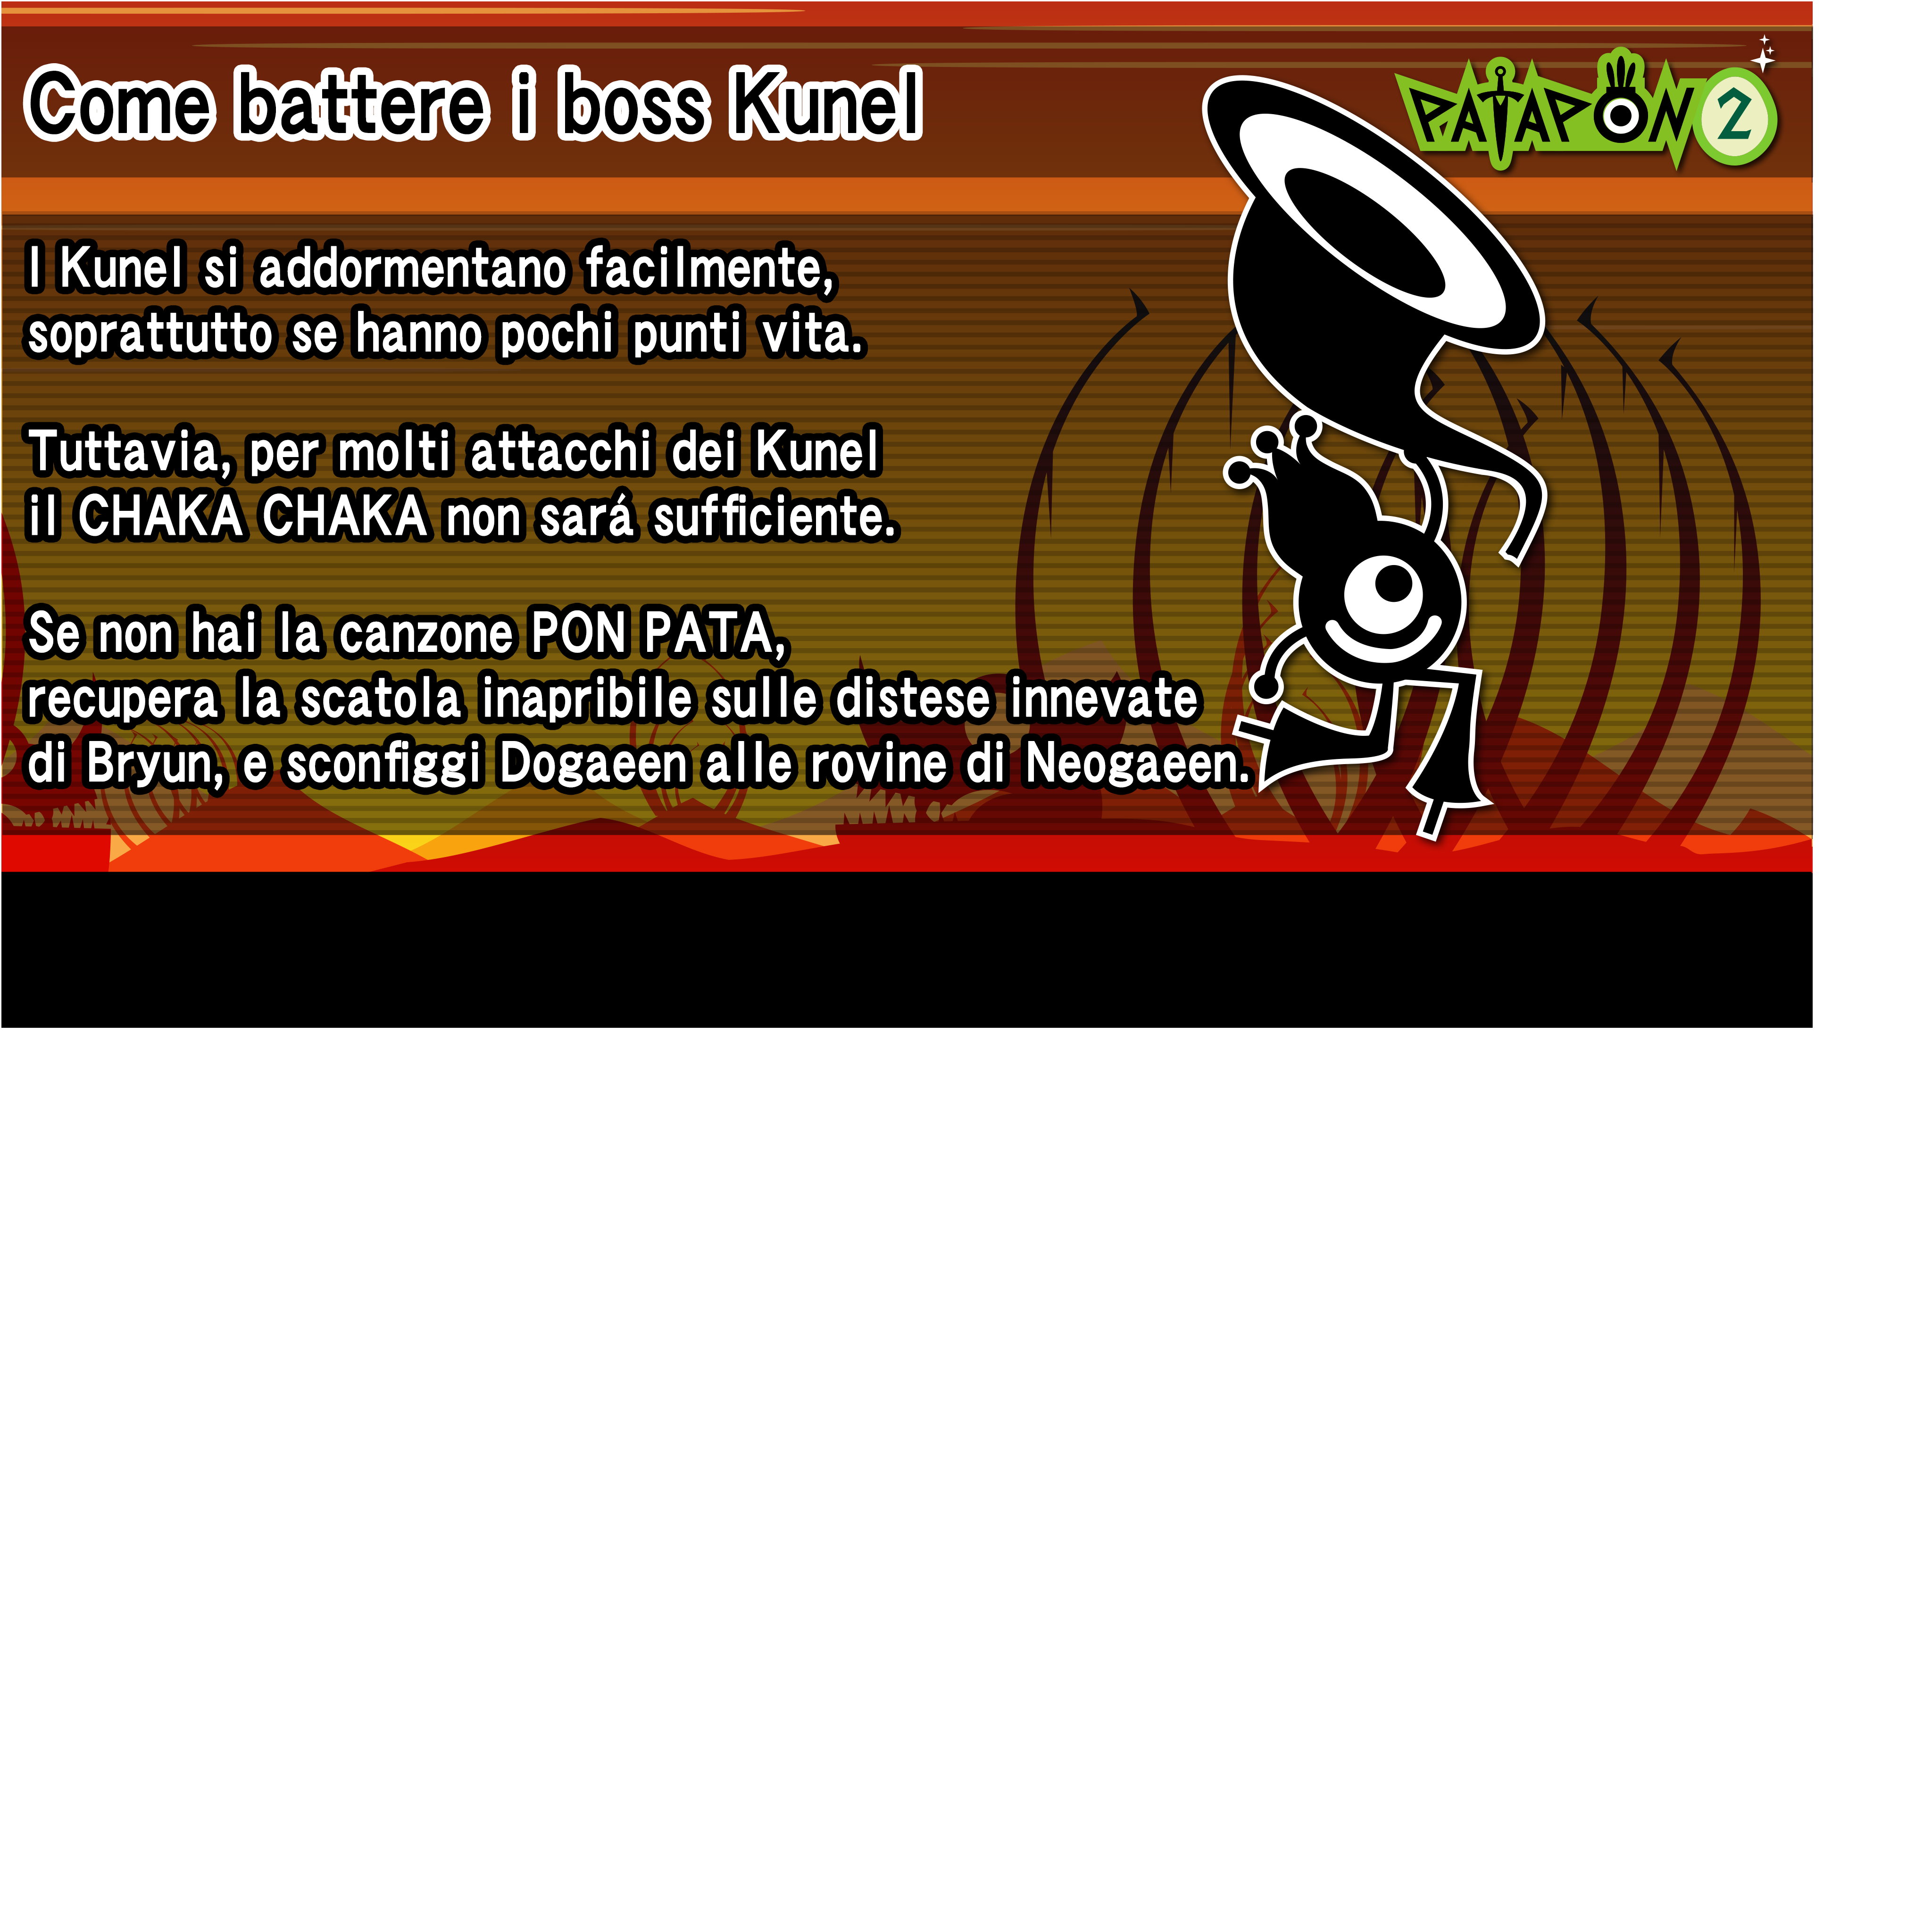 Come battere i boss Kunel
PATAPON 2
I Kunel si addormentano facilmente,
soprattutto se hanno pochi punti vita.
Tuttavia, per molti attacchi dei Kunel
il CHAKA CHAKA non sará sufficiente.
Se non hai la canzone PON PATA,
recupera la scatola inapribile sulle distese innevate
di Bryun, e sconfiggi Dogaeen alle rovine di Neogaeen.